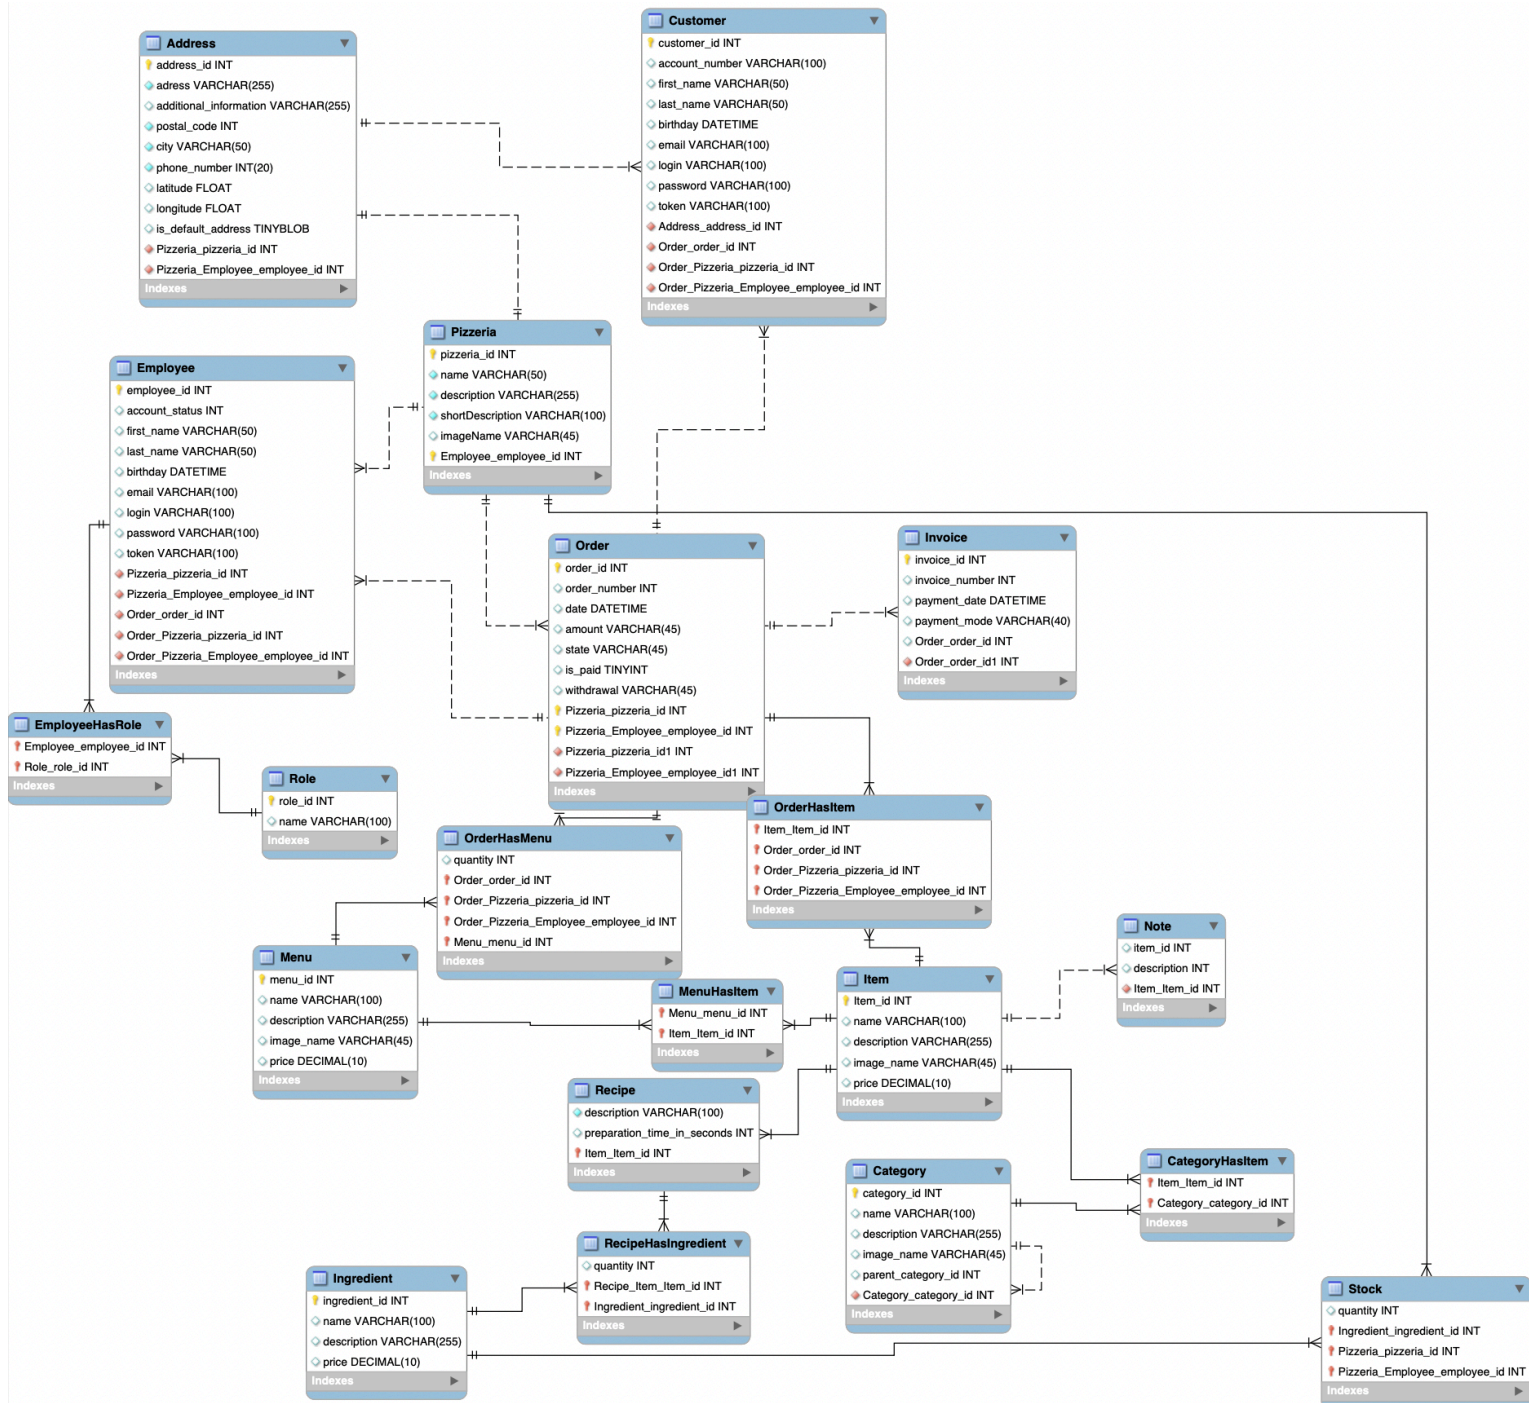 Address
address_id INT
adress VARCHAR(255)
additional_information VARCHAR(255)
postal_code INT
city VARCHAR(50)
phone_number INT(20)
latitude FLOAT
longitude FLOAT
is_default_address TINYBLOB
Pizzeria_pizzeria_id INT
Pizzeria_Employee_employee_id INT
Indexes
Customer
customer_id INT
account_number VARCHAR(100)
first_name VARCHAR(50)
last_name VARCHAR(50)
birthday DATETIME
email VARCHAR(100)
login VARCHAR(100)
password VARCHAR(100)
token VARCHAR(100)
Address_address_id INT
Order_order_id INT
Order_Pizzeria_pizzeria_id INT
Order_Pizzeria_Employee_employee_id INT
Indexes
Pizzeria
pizzeria_id INT
name VARCHAR(50)
description VARCHAR(255)
shortDescription VARCHAR(100)
imageName VARCHAR(45)
Employee_employee_id INT
Indexes
Employee
employee_id INT
account_status INT
first_name VARCHAR(50)
last_name VARCHAR(50)
birthday DATETIME
email VARCHAR(100)
login VARCHAR(100)
password VARCHAR(100)
token VARCHAR(100)
Pizzeria_pizzeria_id INT
Pizzeria_Employee_employee_id INT
Order_order_id INT
Order_Pizzeria_pizzeria_id INT
Order_Pizzeria_Employee_employee_id INT
Indexes
Order
order_id INT
order_number INT
date DATETIME
amount VARCHAR(45)
state VARCHAR(45)
is_paid TINYINT
withdrawal VARCHAR(45)
Pizzeria_pizzeria_id INT
Pizzeria_Employee_employee_id INT
Pizzeria_pizzeria_id1 INT
Pizzeria_Employee_employee_id1 INT
Indexes
Invoice
invoice_id INT
invoice_number INT
payment_date DATETIME
payment_mode VARCHAR(40)
Order_order_id INT
Order_order_id1 INT
Indexes
EmployeeHasRole
Employee_employee_id INT
Role_role_id INT
Indexes
Role
role_id INT
name VARCHAR(100)
Indexes
OrderHasMenu
quantity INT
Order_order_id INT
Order_Pizzeria_pizzeria_id INT
Order_Pizzeria_Employee_employee_id INT
Menu_menu_id INT
Indexes
OrderHasItem
Item_Item_id INT
Order_order_id INT
Order_Pizzeria_pizzeria_id INT
Order_Pizzeria_Employee_employee_id INT
Indexes
Note
item_id INT
description INT
Item_Item_id INT
Indexes
Menu
menu_id INT
name VARCHAR(100)
description VARCHAR(255)
image_name VARCHAR(45)
price DECIMAL(10)
Indexes
MenuHasItem
Menu_menu_id INT
Item_Item_id INT
Indexes
Item
Item_id INT
name VARCHAR(100)
description VARCHAR(255)
image_name VARCHAR(45)
price DECIMAL(10)
Indexes
Recipe
description VARCHAR(100)
preparation_time_in_seconds INT
Item_Item_id INT
Indexes
Category
category_id INT
name VARCHAR(100)
description VARCHAR(255)
image_name VARCHAR(45)
parent_category_id INT
Category_category_id INT
Indexes
CategoryHasItem
Item_Item_id INT
Category_category_id INT
Indexes
RecipeHasIngredient
quantity INT
Recipe_Item_Item_id INT
Ingredient_ingredient_id INT
Indexes
Ingredient
ingredient_id INT
name VARCHAR(100)
description VARCHAR(255)
price DECIMAL(10)
Indexes
Stock
quantity INT
Ingredient_ingredient_id INT
Pizzeria_pizzeria_id INT
Pizzeria_Employee_employee_id INT
Indexes